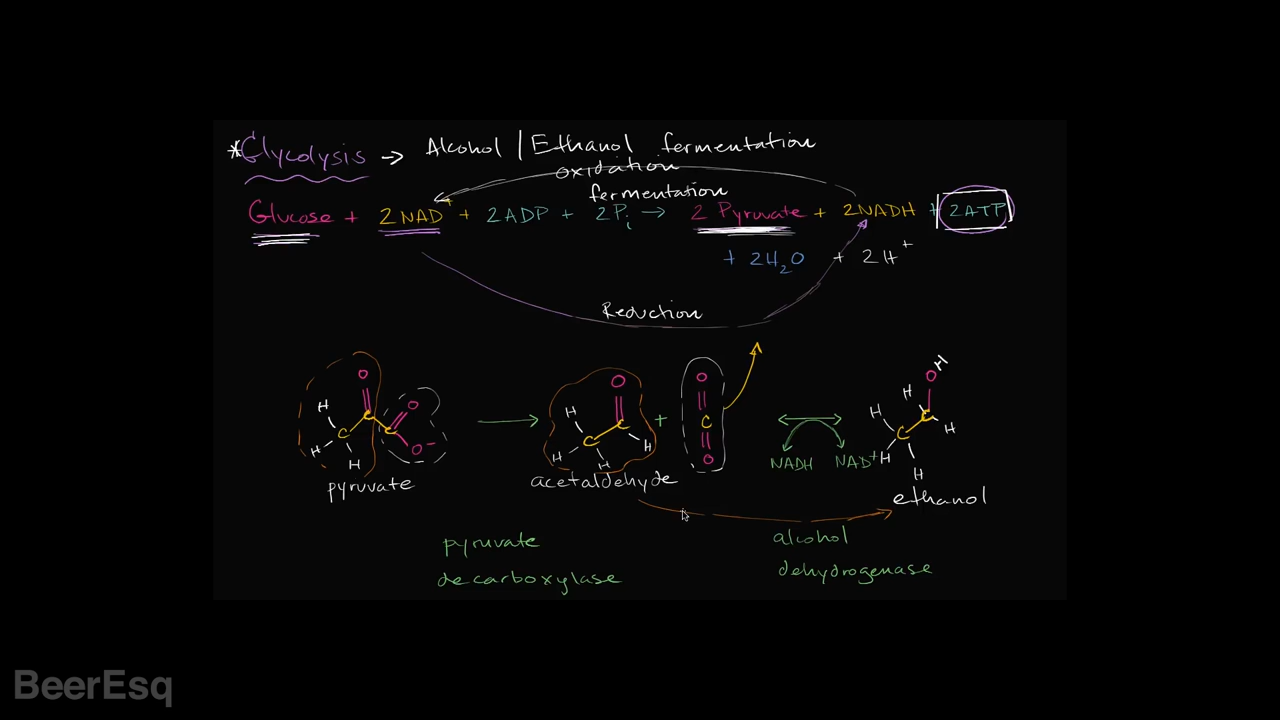 *Glycolysis → Alcohol | Ethanol fermentation
oxidation
fermentation
Glucose + 2NAD+ + 2ADP + 2Pi → 2 Pyruvate + 2NADH + 2ATP
+ 2H2O + 2H+
Reduction
O O C C C O- H H H
O C C H H H H + O C O
NADH NAD+
O H H H C C H H H
pyruvate
acetaldehyde
ethanol
pyruvate
decarboxylase
alcohol
dehydrogenase
BeerEsq